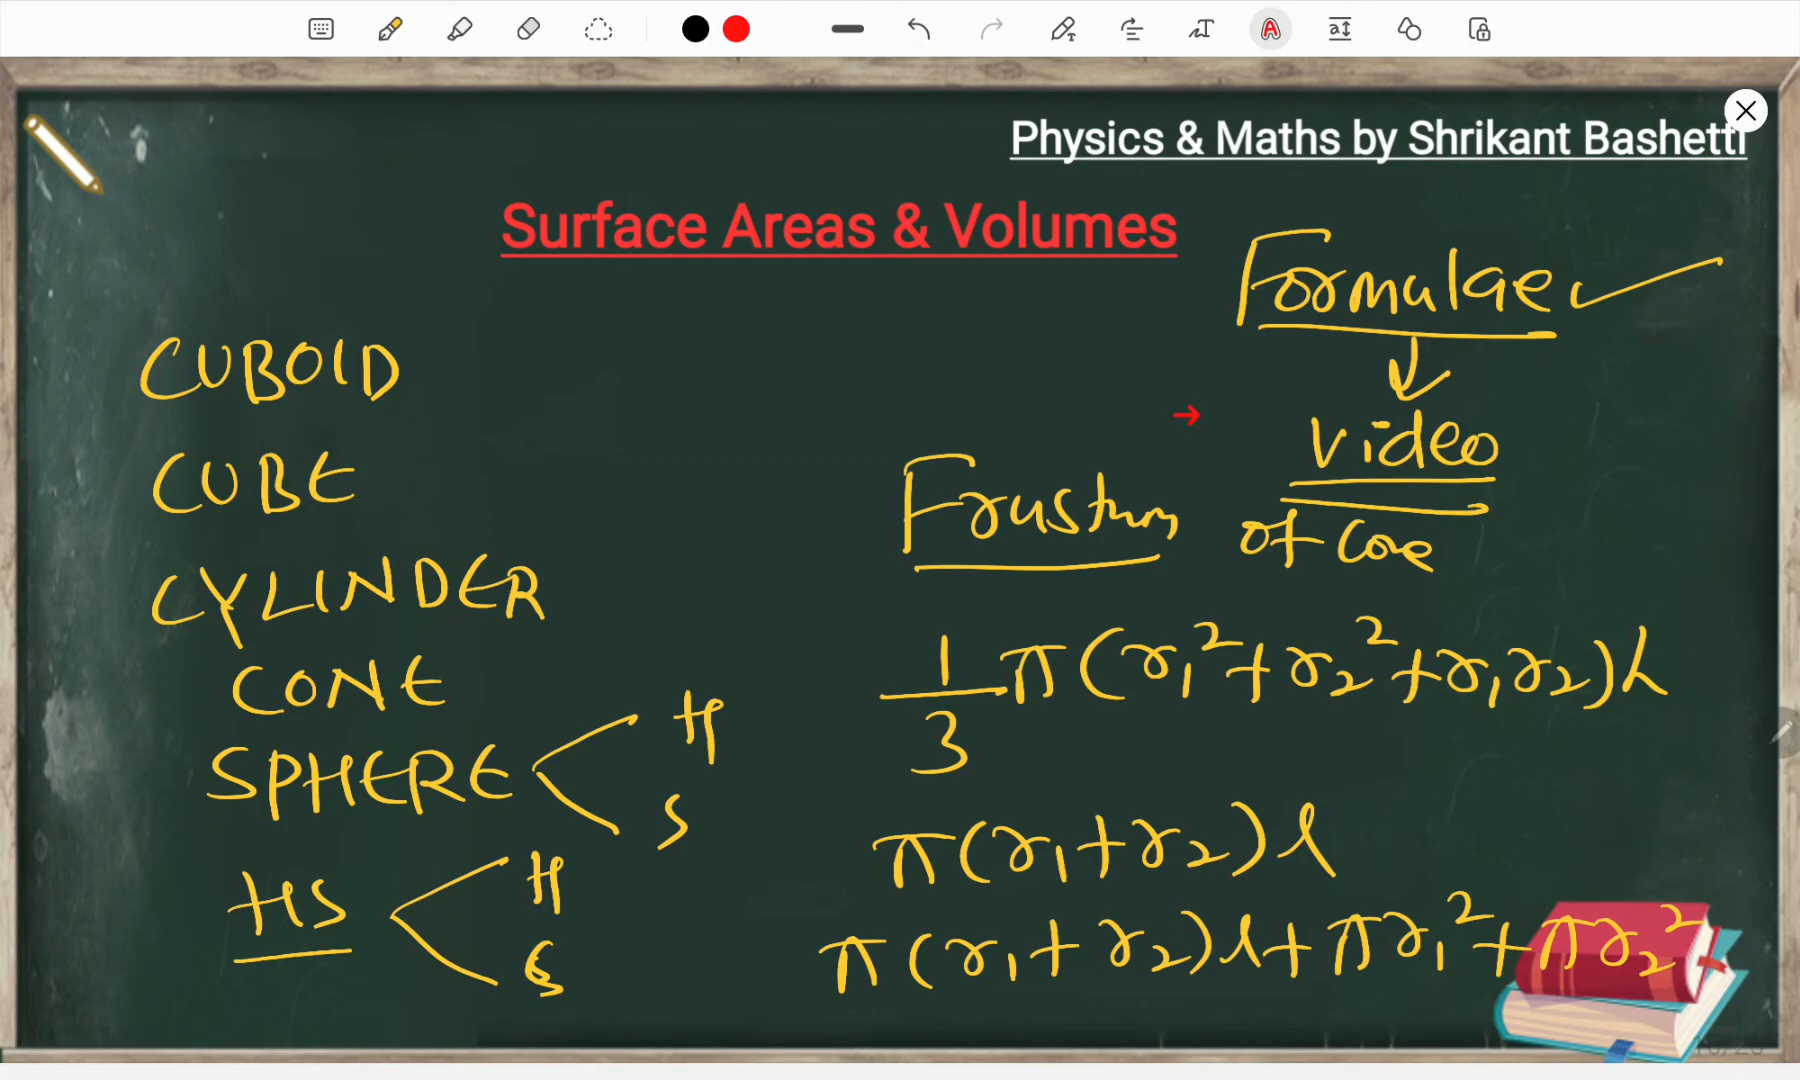 Physics & Maths by Shrikant Bashetti
Surface Areas & Volumes
Formulae ✓
↓
video
→
CUBOID
CUBE
CYLINDER
CONE
SPHERE < H
S
HS < H
S
Frustum of Cone
1/3 π(r₁² + r₂² + r₁r₂)h
π(r₁+r₂)l
π(r₁+r₂)l + πr₁² + πr₂²